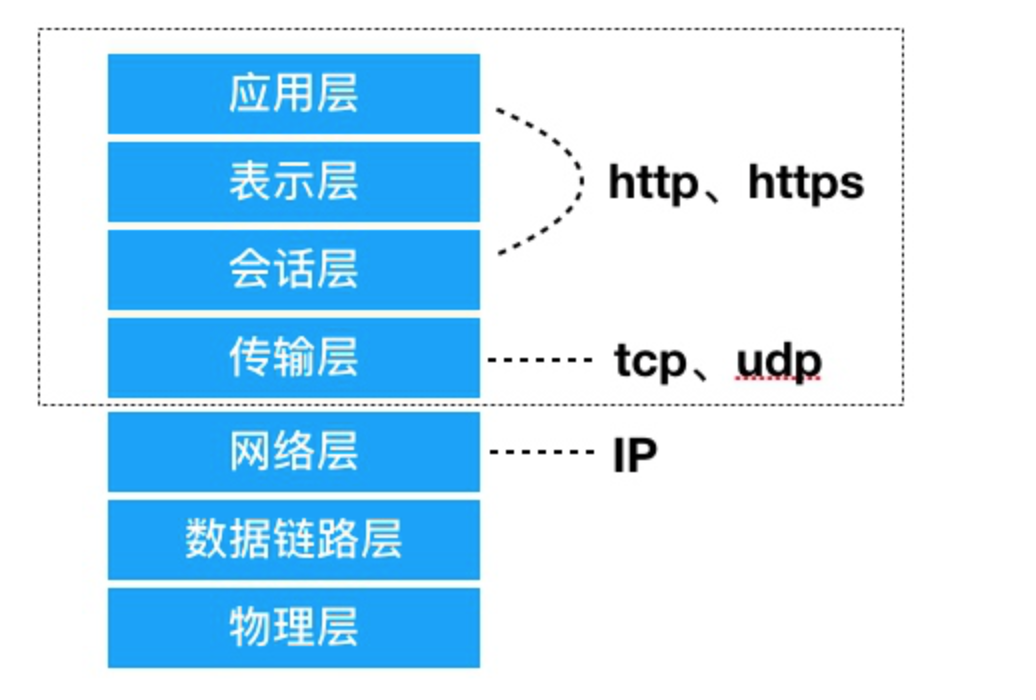 应用层
表示层
http、https
会话层
传输层
tcp、udp
网络层
IP
数据链路层
物理层